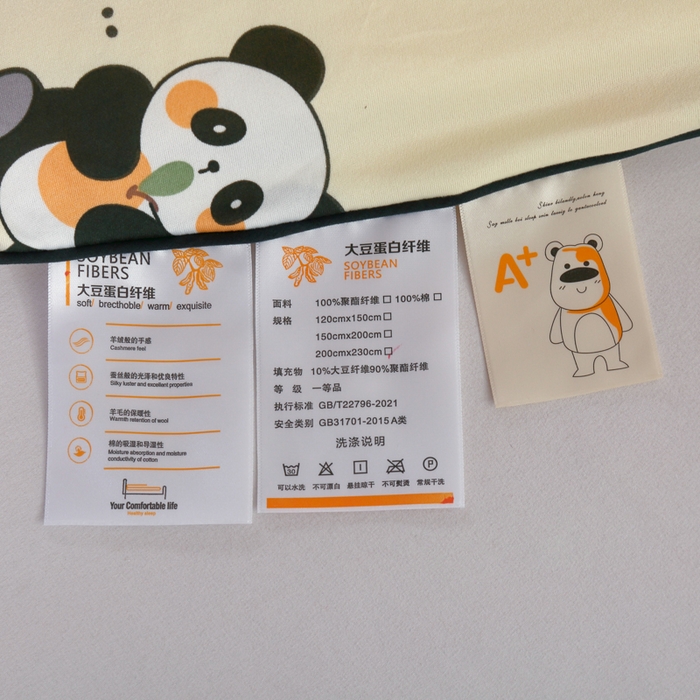 SOYBEAN
FIBERS
大豆蛋白纤维
soft/ brecthoble/ warm/ exquisite
羊绒般的手感
Cashmere feel
蚕丝般的光泽和优良特性
Silky luster and excellent properties
羊毛的保暖性
Warmth retention of wool
棉的吸湿和导湿性
Moisture absorption and moisture
conductivity of cotton
Your Comfortable life
healthy sleep
大豆蛋白纤维
SOYBEAN
FIBERS
面料 100%聚酯纤维□ 100%棉□
规格 120cmx150cm□
150cmx200cm□
200cmx230cm□
填充物 10%大豆纤维90%聚酯纤维
等 级 一等品
执行标准 GB/T22796-2021
安全类别 GB31701-2015A类
洗涤说明
30
P
可以水洗 不可漂白 悬挂晾干 不可熨烫 常规干洗
A+